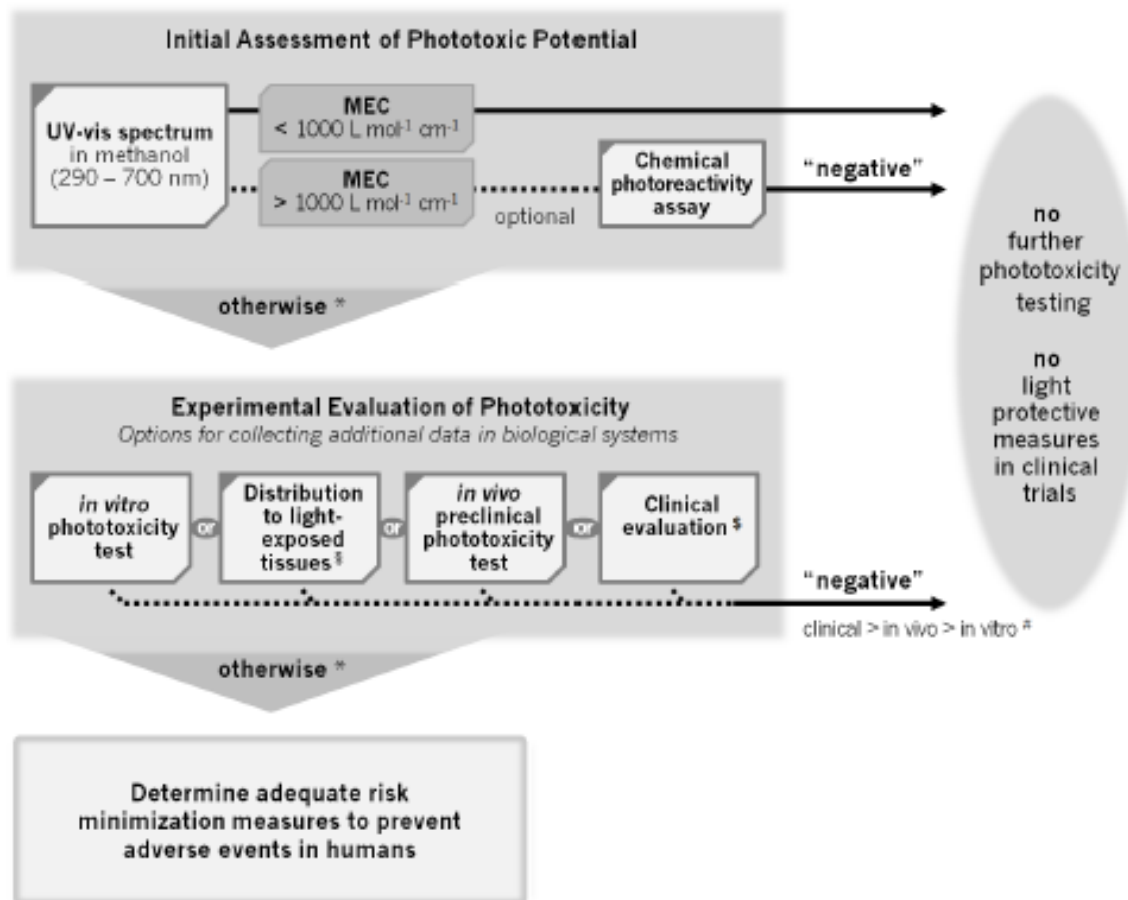 Initial Assessment of Phototoxic Potential
UV-vis spectrum
in methanol
(290 – 700 nm)
MEC
< 1000 L mol-1 cm-1
MEC
> 1000 L mol-1 cm-1
optional
Chemical
photoreactivity
assay
“negative”
otherwise *
no
further
phototoxicity
testing
no
light
protective
measures
in clinical
trials
Experimental Evaluation of Phototoxicity
Options for collecting additional data in biological systems
in vitro
phototoxicity
test
or
Distribution
to light-
exposed
tissues §
or
in vivo
preclinical
phototoxicity
test
or
Clinical
evaluation $
“negative”
clinical > in vivo > in vitro #
otherwise *
Determine adequate risk
minimization measures to prevent
adverse events in humans